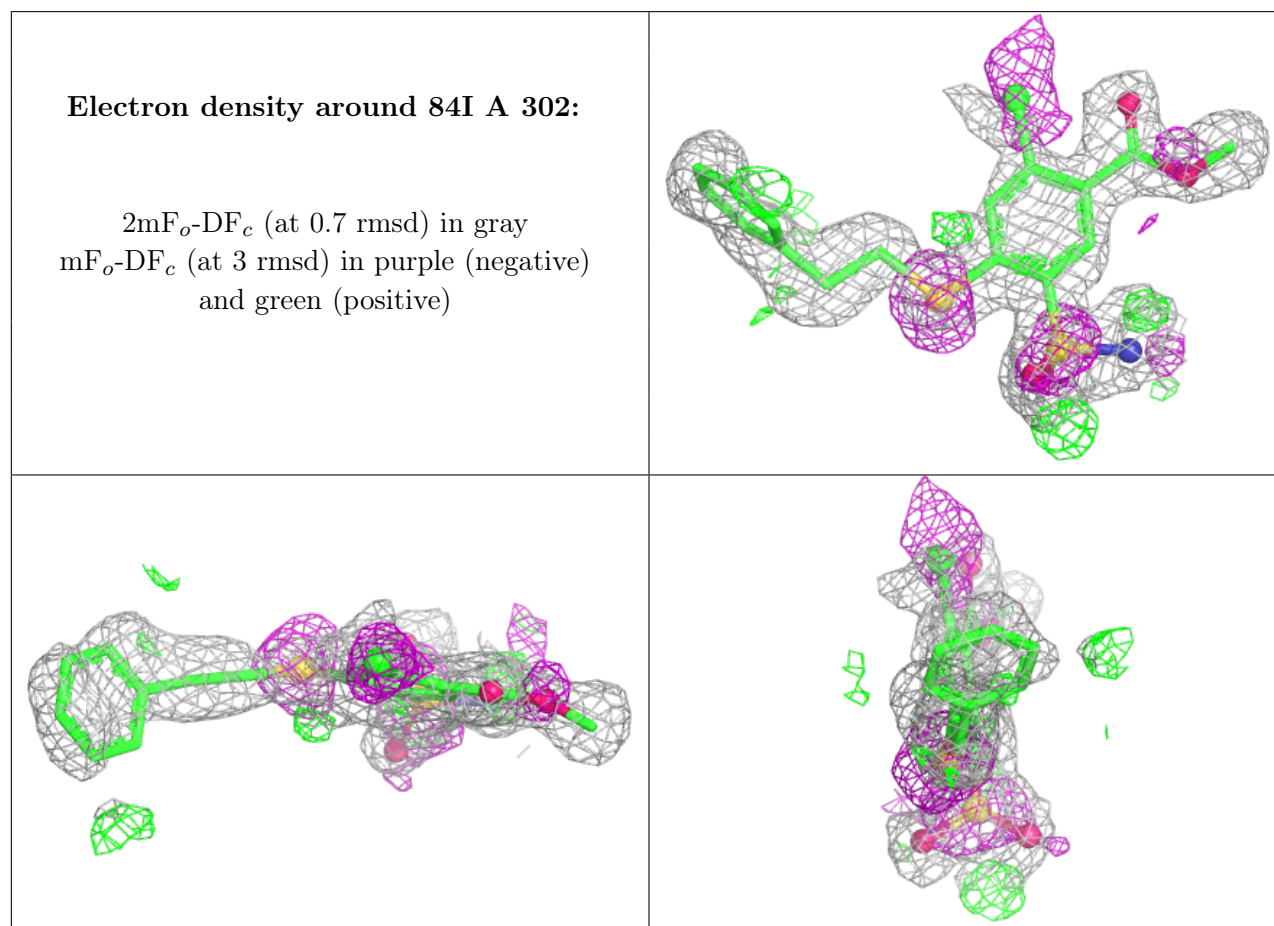 Electron density around 84I A 302:
2mFo-DFc (at 0.7 rmsd) in gray
mFo-DFc (at 3 rmsd) in purple (negative)
and green (positive)